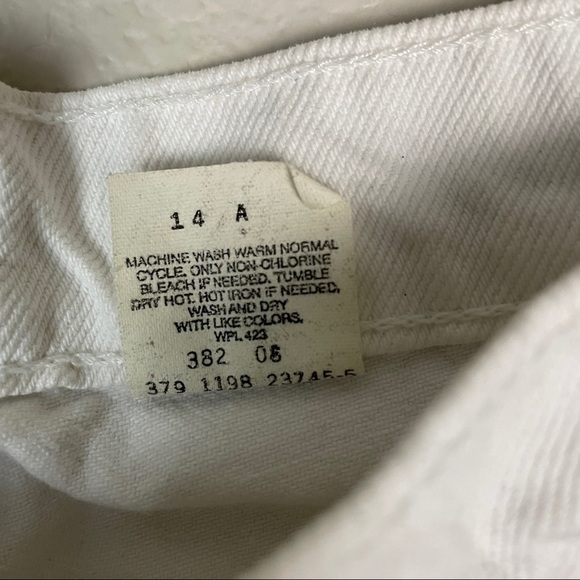 14 A
MACHINE WASH WARM NORMAL
CYCLE. ONLY NON-CHLORINE
BLEACH IF NEEDED. TUMBLE
DRY HOT. HOT IRON IF NEEDED.
WASH AND DRY
WITH LIKE COLORS.
WPL 423
382 08
379 1198 23745-5